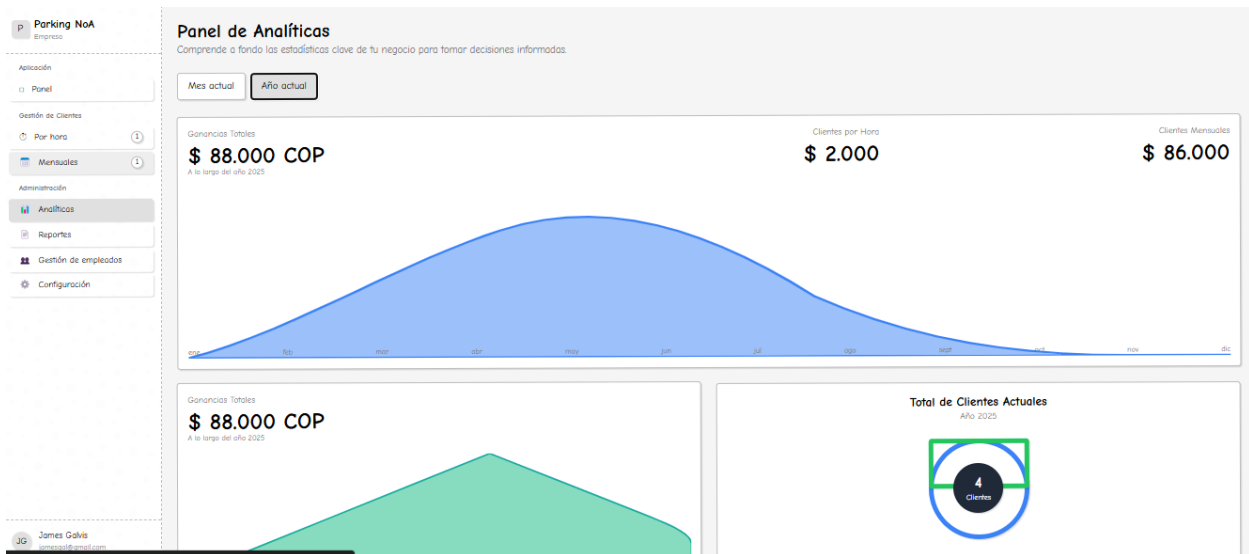 P
Parking NoA
Empresa
Aplicación
Panel
Gestión de Clientes
Por hora
1
Mensuales
1
Administración
Analíticas
Reportes
Gestión de empleados
Configuración
JG
James Galvis
jamesgal@gmail.com
Panel de Analíticas
Comprende a fondo las estadísticas clave de tu negocio para tomar decisiones informadas.
Mes actual
Año actual
Ganancias Totales
$ 88.000 COP
A lo largo del año 2025
Clientes por Hora
$ 2.000
Clientes Mensuales
$ 86.000
ene feb mar abr may jun jul ago sept oct nov dic
Ganancias Totales
$ 88.000 COP
A lo largo del año 2025
Total de Clientes Actuales
Año 2025
4
Clientes